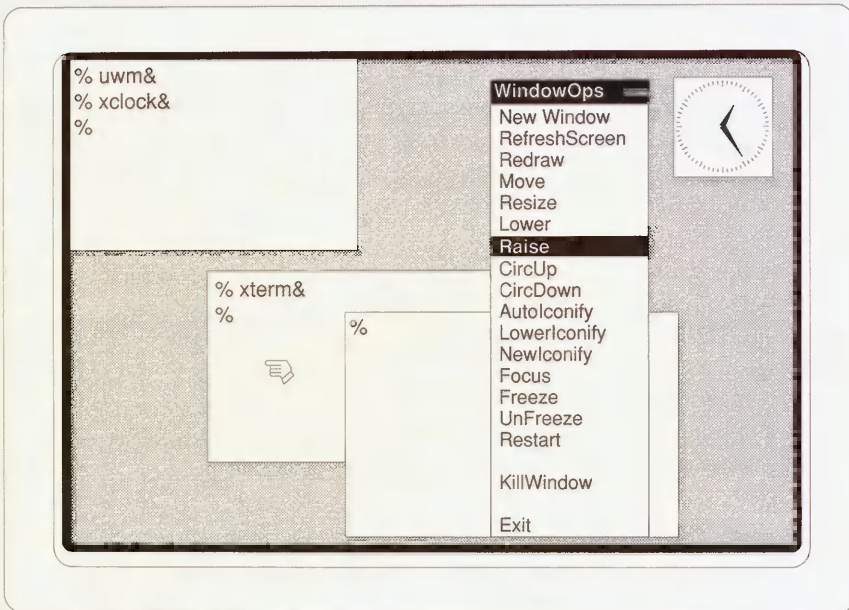 % uwm&
% xclock&
%
% xterm&
%
%
WindowOps
New Window
RefreshScreen
Redraw
Move
Resize
Lower
Raise
CircUp
CircDown
AutoIconify
LowerIconify
NewIconify
Focus
Freeze
UnFreeze
Restart
KillWindow
Exit